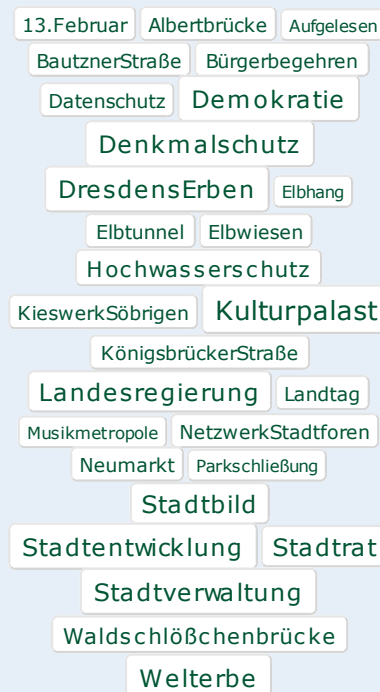 13.Februar Albertbrücke Aufgelesen
BautznerStraße Bürgerbegehren
Datenschutz Demokratie
Denkmalschutz
DresdensErben Elbhang
Elbtunnel Elbwiesen
Hochwasserschutz
KieswerkSöbrigen Kulturpalast
KönigsbrückerStraße
Landesregierung Landtag
Musikmetropole NetzwerkStadtforen
Neumarkt Parkschließung
Stadtbild
Stadtentwicklung Stadtrat
Stadtverwaltung
Waldschlößchenbrücke
Welterbe